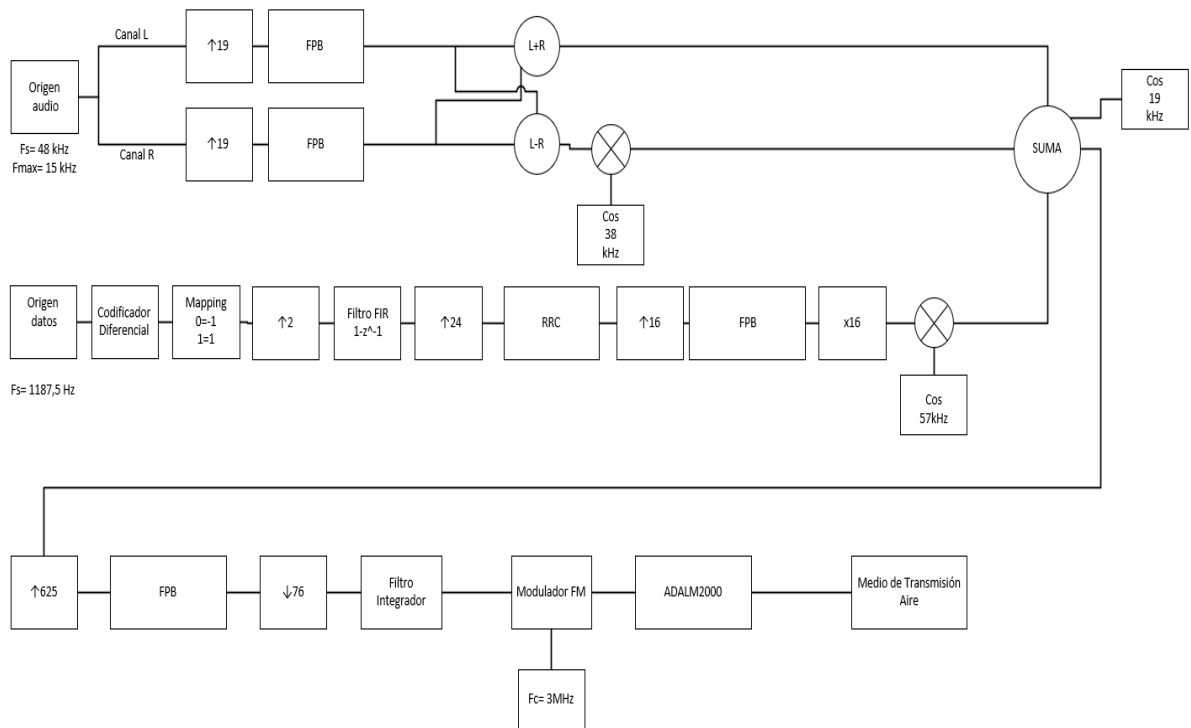 Canal L
↑19
FPB
L+R
Origen
audio
Cos
19
kHz
Fs= 48 kHz
Fmax= 15 kHz
Canal R
↑19
FPB
L-R
SUMA
Cos
38
kHz
Origen
datos
Codificador
Diferencial
Mapping
0=-1
1=1
↑2
Filtro FIR
1-z^-1
↑24
RRC
↑16
FPB
x16
Fs= 1187,5 Hz
Cos
57kHz
↑625
FPB
↓76
Filtro
Integrador
Modulador FM
ADALM2000
Medio de Transmisión
Aire
Fc= 3MHz